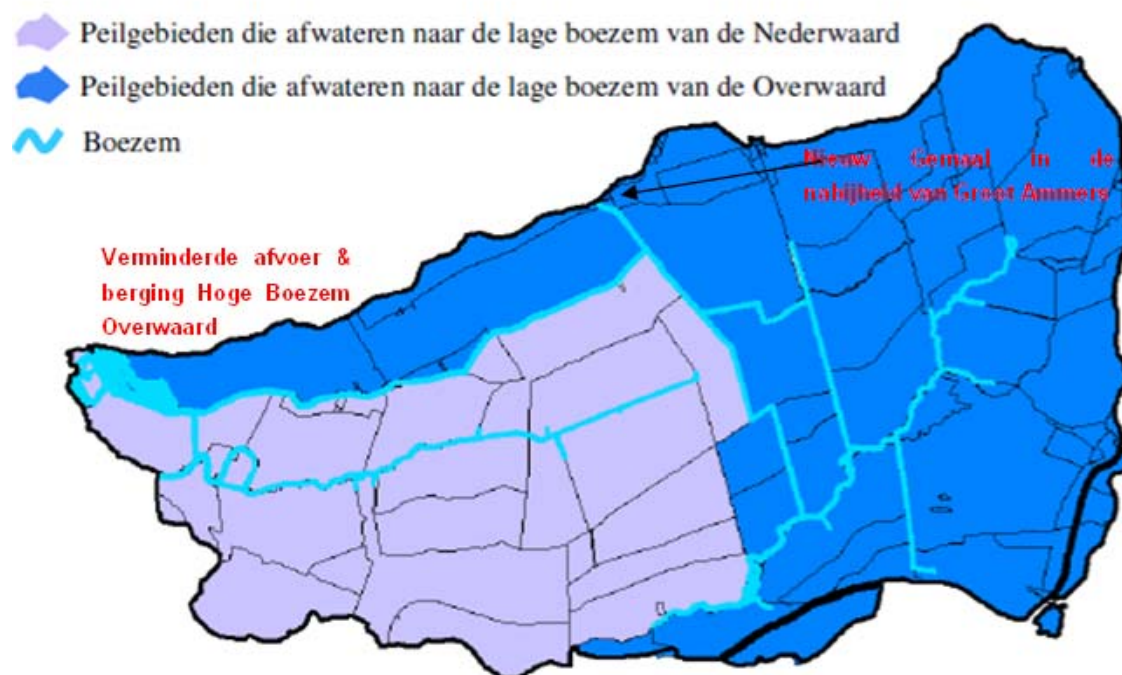 Peilgebieden die afwateren naar de lage boezem van de Nederwaard
Peilgebieden die afwateren naar de lage boezem van de Overwaard
Boezem
Nieuw Gemaal in de
nabijheid van Groot Ammers
Verminderde afvoer &
berging Hoge Boezem
Overwaard